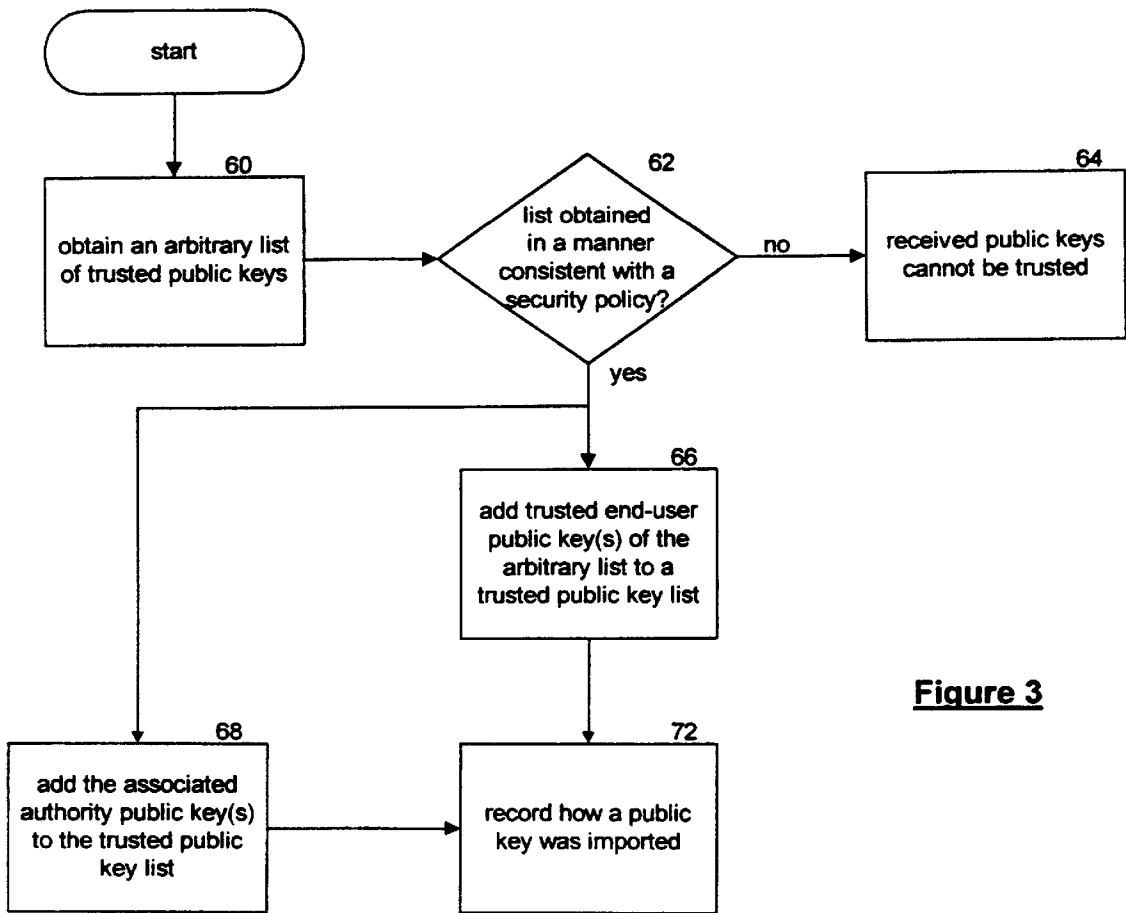 start
60
obtain an arbitrary list
of trusted public keys
62
list obtained
in a manner
consistent with a
security policy?
no
64
received public keys
cannot be trusted
yes
66
add trusted end-user
public key(s) of the
arbitrary list to a
trusted public key list
Figure 3
68
add the associated
authority public key(s)
to the trusted public
key list
72
record how a public
key was imported